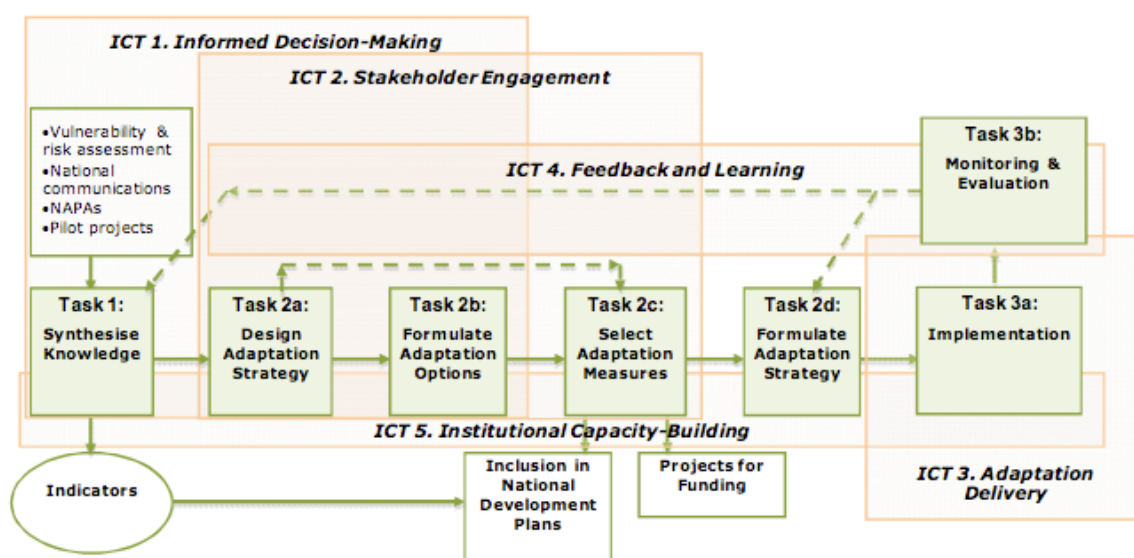 ICT 1. Informed Decision-Making
ICT 2. Stakeholder Engagement
•Vulnerability &
risk assessment
•National
communications
•NAPAs
•Pilot projects
ICT 4. Feedback and Learning
Task 3b:
Monitoring &
Evaluation
Task 1:
Synthesise
Knowledge
Task 2a:
Design
Adaptation
Strategy
Task 2b:
Formulate
Adaptation
Options
Task 2c:
Select
Adaptation
Measures
Task 2d:
Formulate
Adaptation
Strategy
Task 3a:
Implementation
ICT 5. Institutional Capacity-Building
ICT 3. Adaptation
Delivery
Indicators
Inclusion in
National
Development
Plans
Projects for
Funding